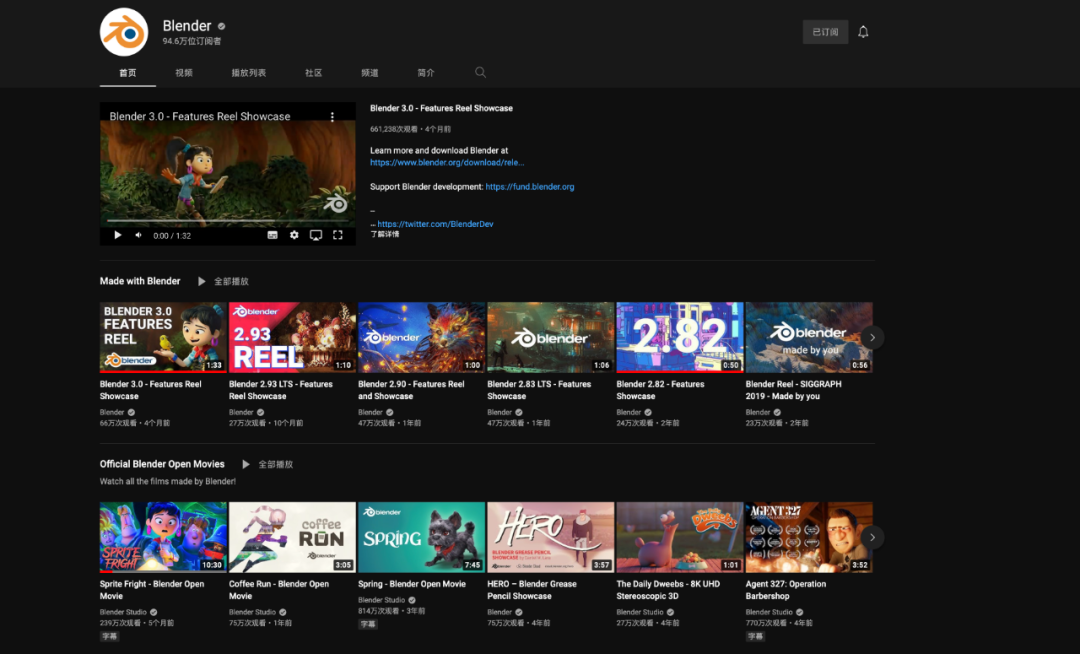 Blender
94.6万位订阅者
已订阅
首页
视频
播放列表
社区
频道
简介
Blender 3.0 - Features Reel Showcase
0:00 / 1:32
Blender 3.0 - Features Reel Showcase
661,238次观看・4个月前
Learn more and download Blender at
https://www.blender.org/download/rele...
Support Blender development: https://fund.blender.org
--
... https://twitter.com/BlenderDev
了解详情
Made with Blender
全部播放
BLENDER 3.0
FEATURES
REEL
blender
1:33
blender
2.93
REEL
1:10
blender
1:00
blender
1:06
2.82
0:50
blender
made by you
0:56
Blender 3.0 - Features Reel
Showcase
Blender
66万次观看・4个月前
Blender 2.93 LTS - Features
Reel Showcase
Blender
27万次观看・10个月前
Blender 2.90 - Features Reel
and Showcase
Blender
47万次观看・1年前
Blender 2.83 LTS - Features
Showcase
Blender
47万次观看・1年前
Blender 2.82 - Features
Showcase
Blender
24万次观看・2年前
Blender Reel - SIGGRAPH
2019 - Made by you
Blender
23万次观看・2年前
Official Blender Open Movies
全部播放
Watch all the films made by Blender!
SPRITE
FRIGHT
10:30
coffee
RUN
blender
3:05
blender
SPRING
7:45
HERO
BLENDER GREASE PENCIL
SHOWCASE
3:57
The Daily
Dweebs
1:01
AGENT 327
OPERATION BARBERSHOP
3:52
Sprite Fright - Blender Open
Movie
Blender Studio
239万次观看・5个月前
字幕
Coffee Run - Blender Open
Movie
Blender Studio
75万次观看・1年前
Spring - Blender Open Movie
Blender Studio
814万次观看・3年前
字幕
HERO – Blender Grease
Pencil Showcase
Blender
75万次观看・4年前
The Daily Dweebs - 8K UHD
Stereoscopic 3D
Blender Studio
27万次观看・4年前
Agent 327: Operation
Barbershop
Blender Studio
770万次观看・4年前
字幕